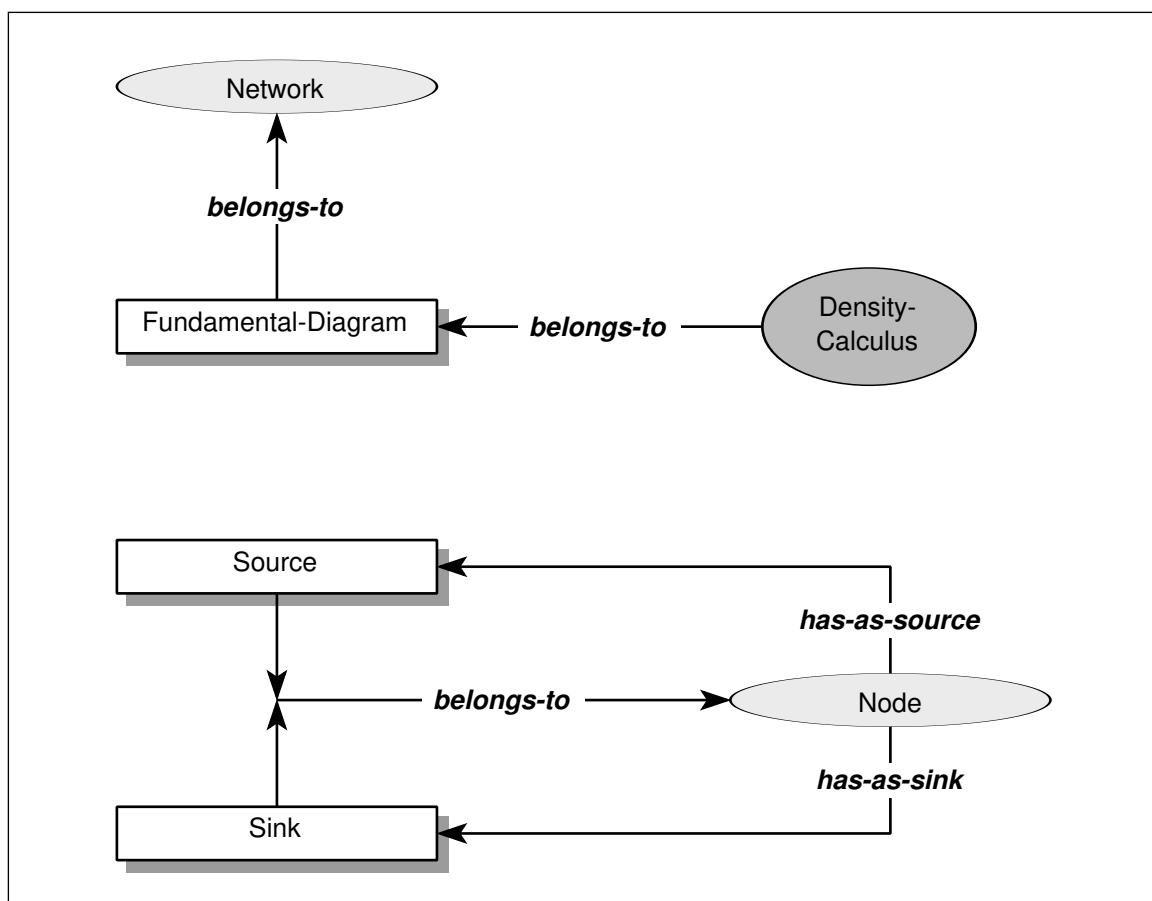 Network
belongs-to
Fundamental-Diagram
belongs-to
Density-
Calculus
Source
has-as-source
belongs-to
Node
has-as-sink
Sink